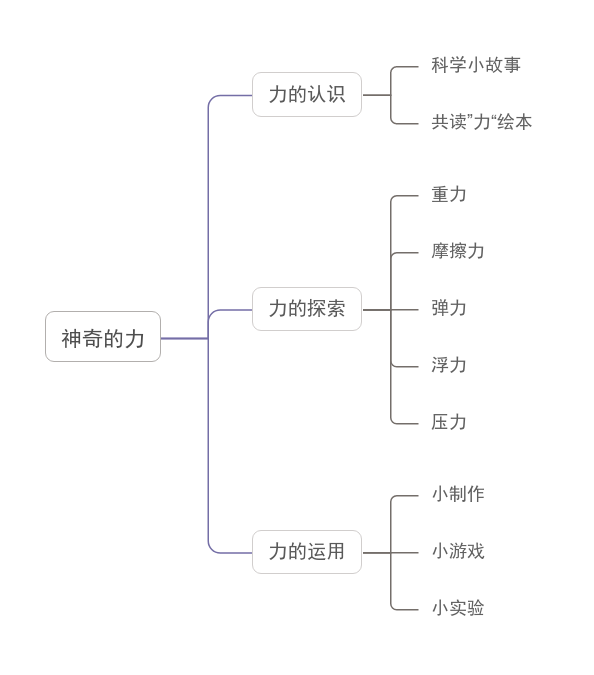 神奇的力
力的认识
科学小故事
共读”力“绘本
力的探索
重力
摩擦力
弹力
浮力
压力
力的运用
小制作
小游戏
小实验